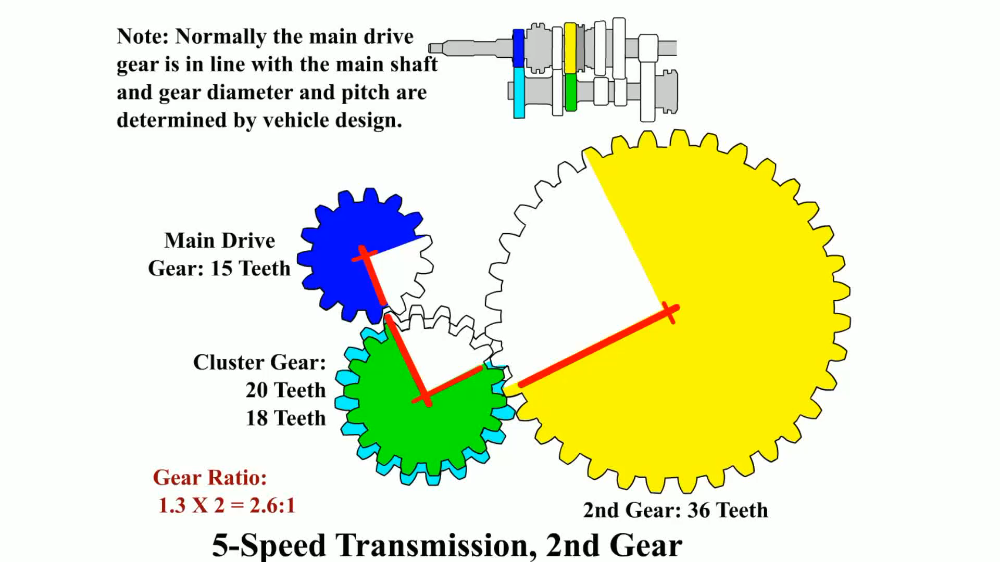 Note: Normally the main drive
gear is in line with the main shaft
and gear diameter and pitch are
determined by vehicle design.
Main Drive
Gear: 15 Teeth
Cluster Gear:
20 Teeth
18 Teeth
Gear Ratio:
1.3 X 2 = 2.6:1
2nd Gear: 36 Teeth
5-Speed Transmission, 2nd Gear